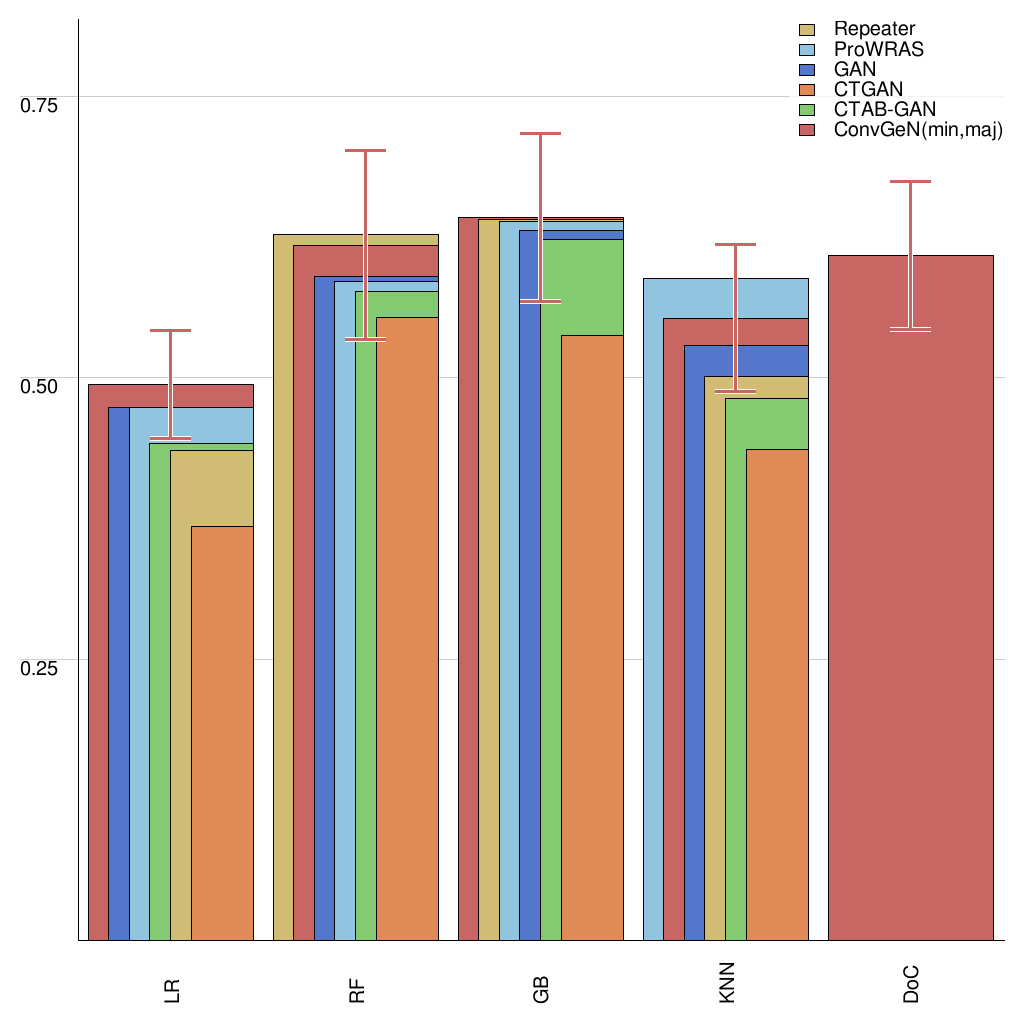 Repeater
ProWRAS
GAN
CTGAN
CTAB-GAN
ConvGeN(min,maj)
0.75
0.50
0.25
LR
RF
GB
KNN
DoC